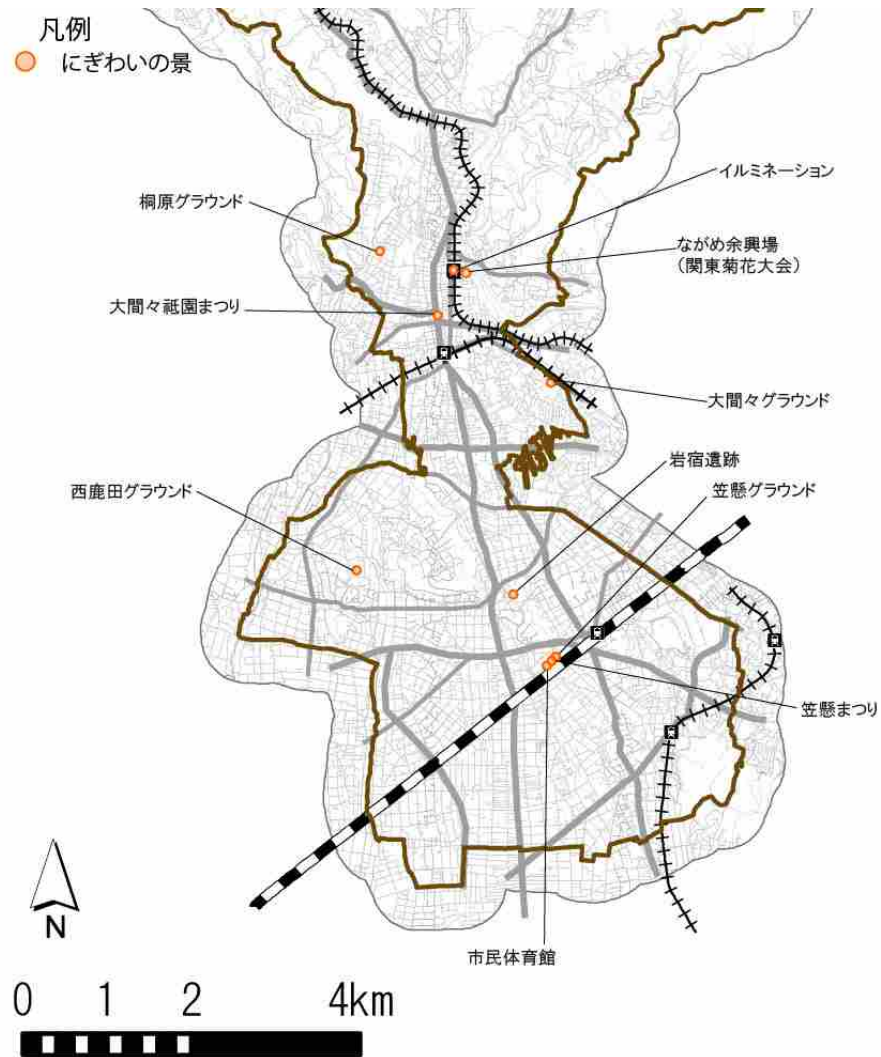 凡例
にぎわいの景
イルミネーション
桐原グラウンド
ながめ余興場
（関東菊花大会）
大間々祗園まつり
大間々グラウンド
岩宿遺跡
笠懸グラウンド
西鹿田グラウンド
笠懸まつり
N
市民体育館
0 1 2 4km